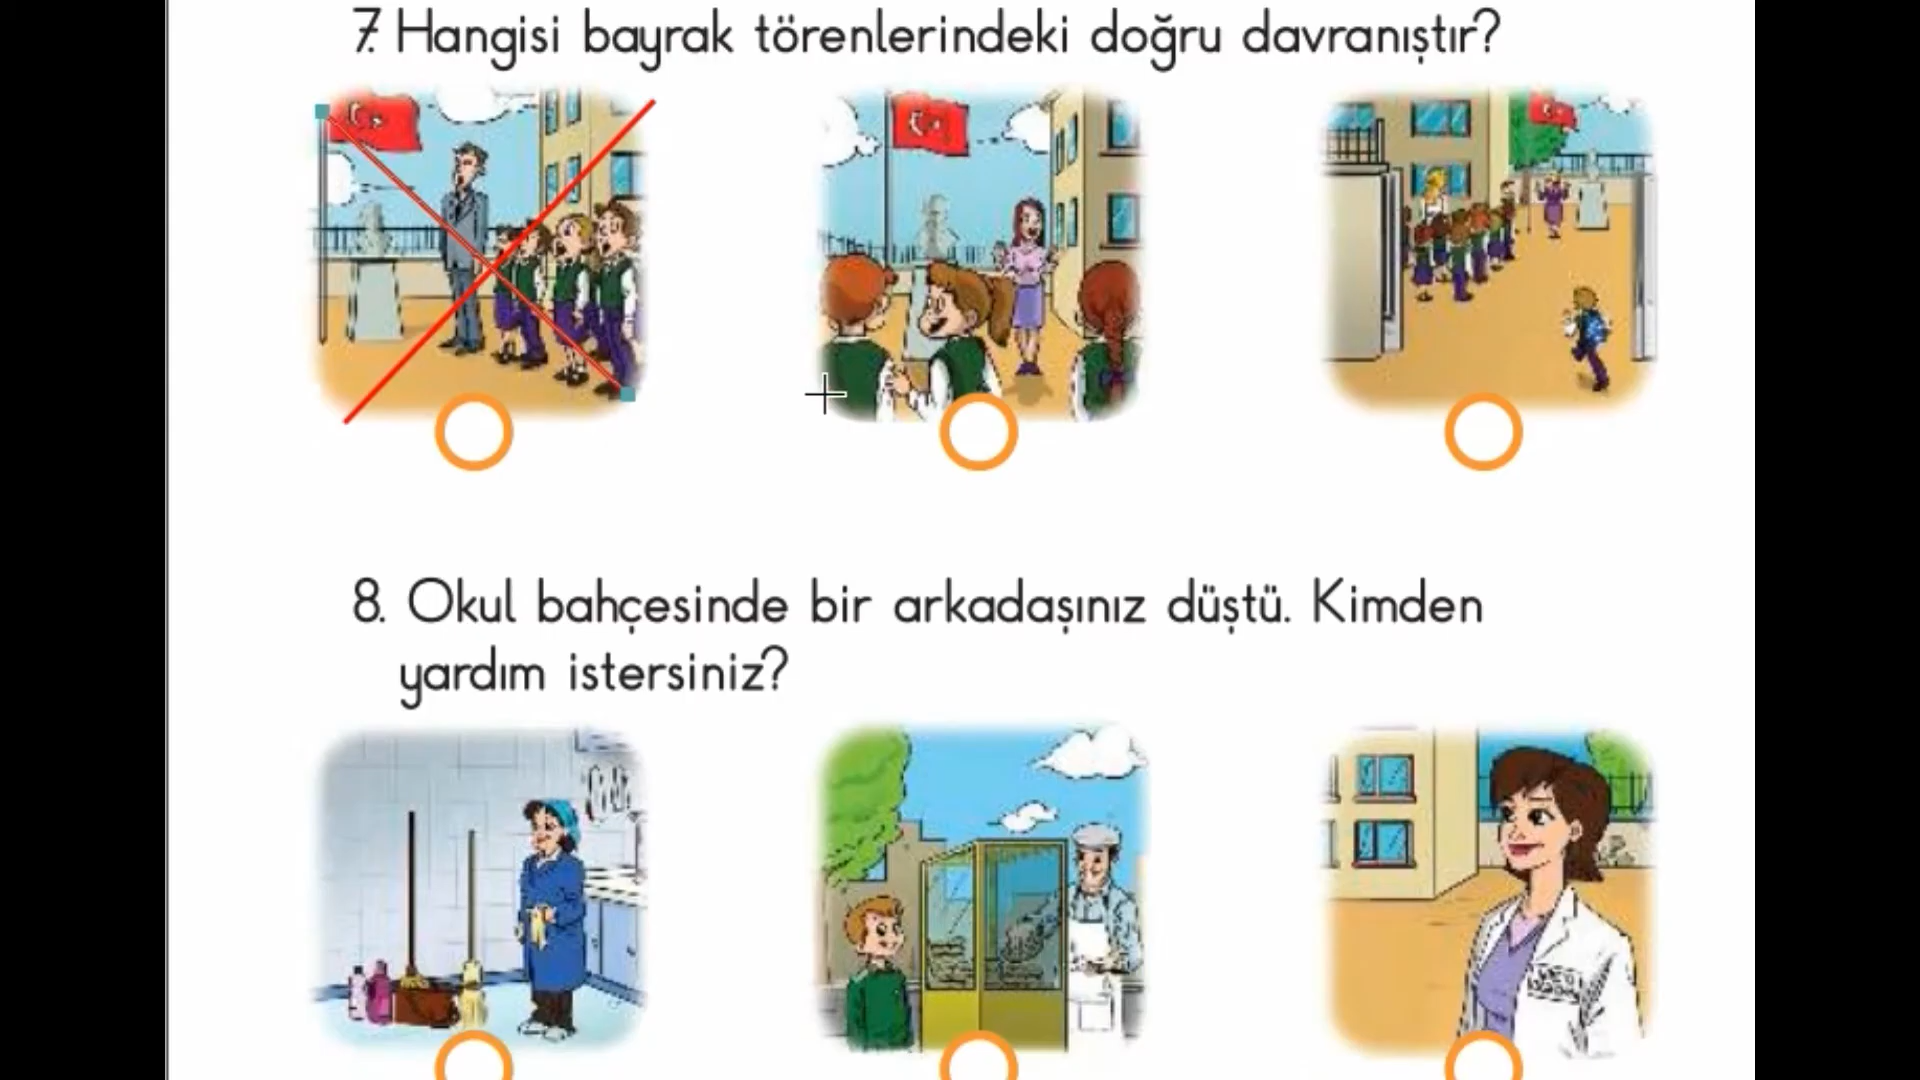 7. Hangisi bayrak törenlerindeki doğru davranıştır?
8. Okul bahçesinde bir arkadaşınız düştü. Kimden
yardım istersiniz?